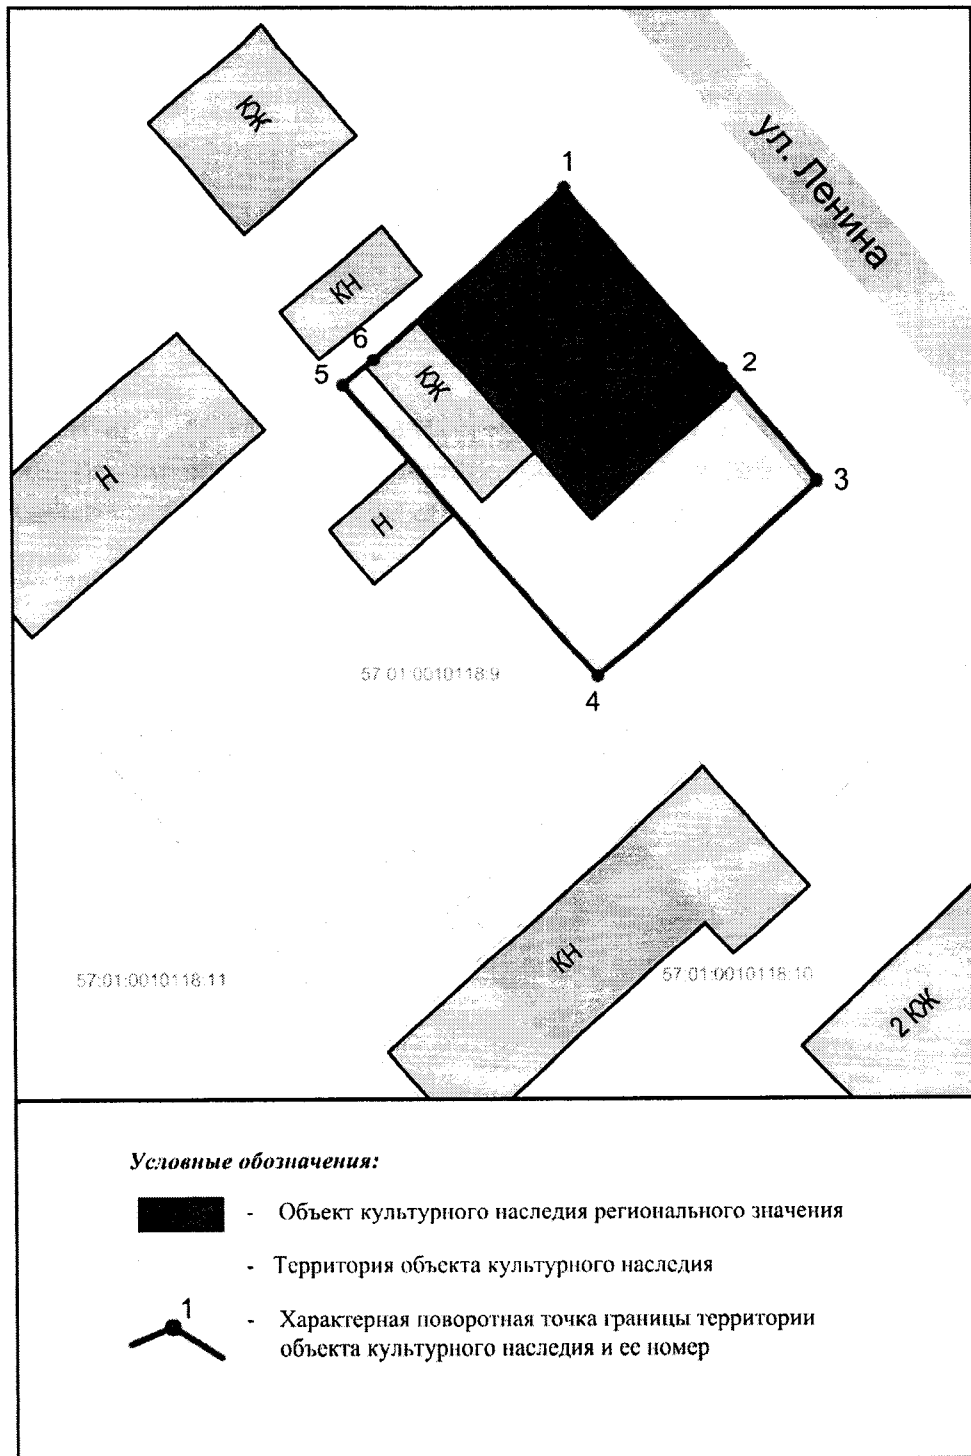 КЖ
ул. Ленина
1
КН
6
5
КЖ
2
3
Н
Н
57:01:0010118:9
4
КН
57:01:0010118:11
57:01:0010118:10
2 КЖ
Условные обозначения:
- Объект культурного наследия регионального значения
- Территория объекта культурного наследия
1
- Характерная поворотная точка границы территории
объекта культурного наследия и ее номер